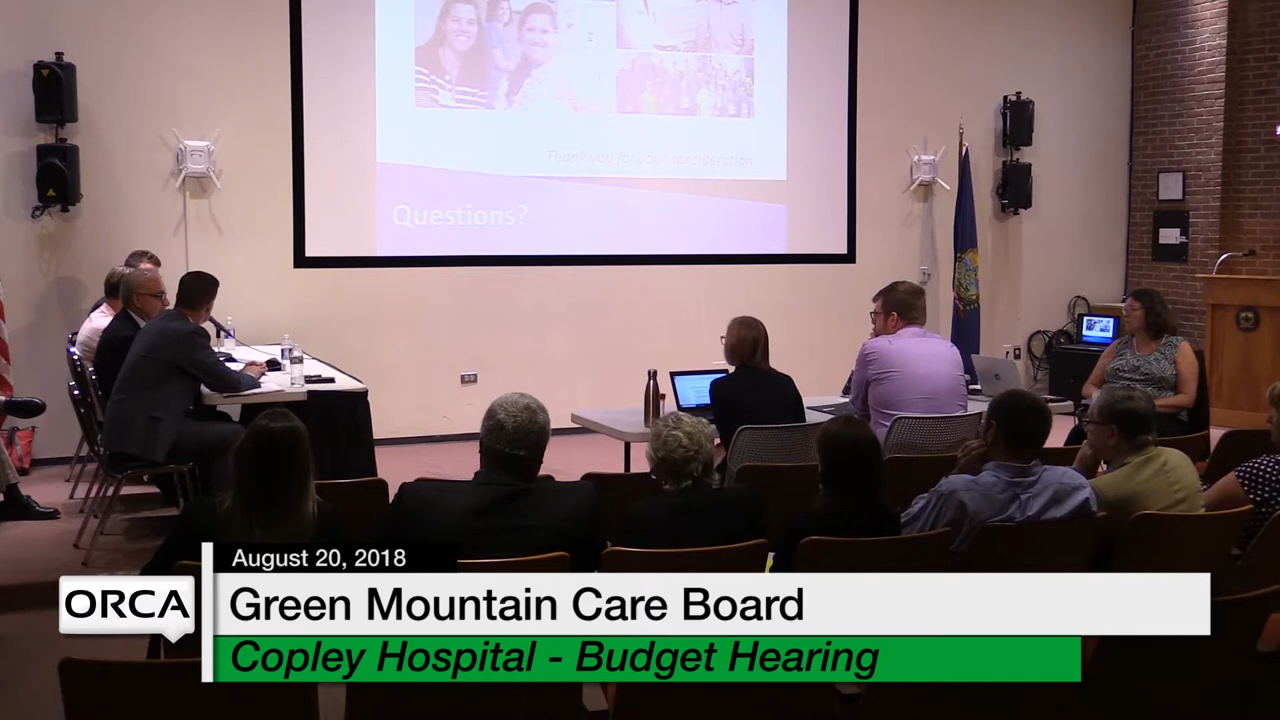 Thank you for your consideration
Questions?
August 20, 2018
ORCA
Green Mountain Care Board
Copley Hospital - Budget Hearing